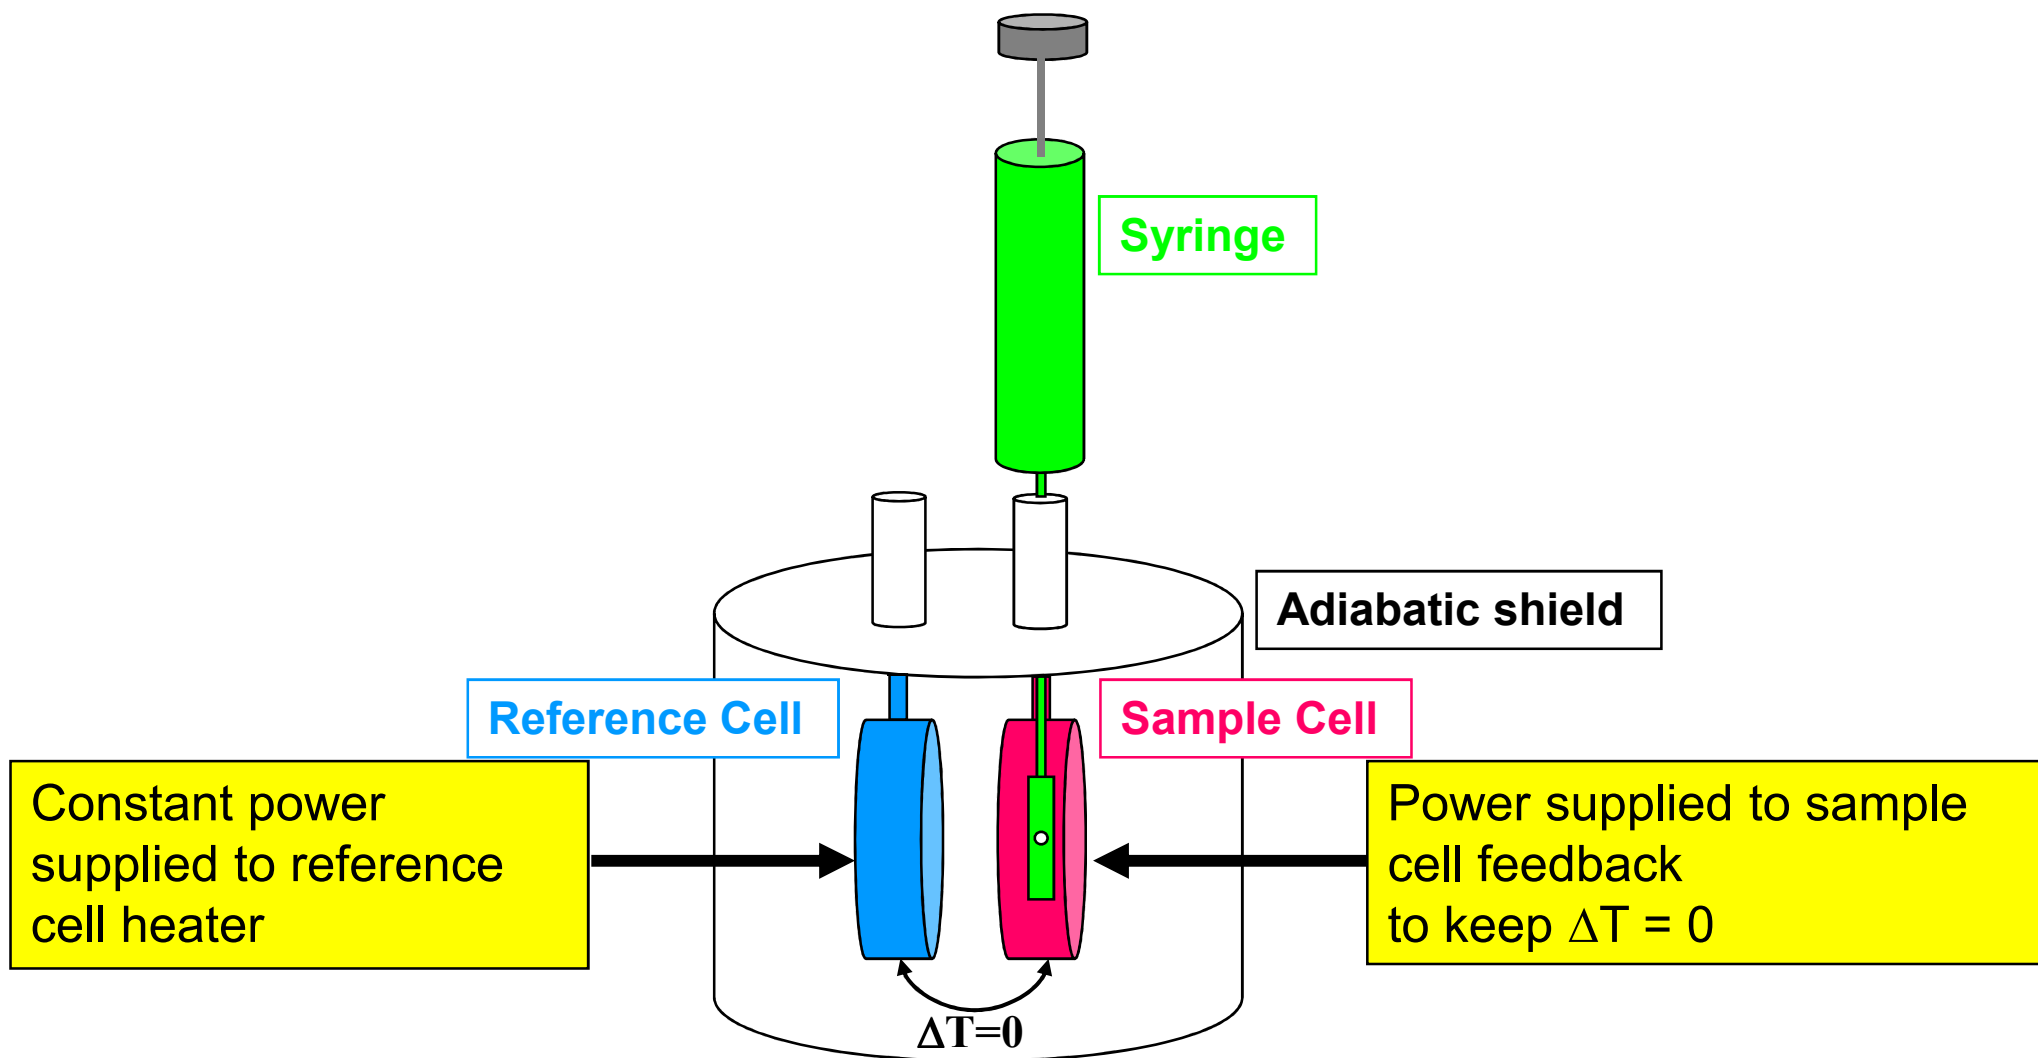 Syringe
Adiabatic shield
Reference Cell
Sample Cell
Constant power
supplied to reference
cell heater
Power supplied to sample
cell feedback
to keep ΔT = 0
ΔT=0